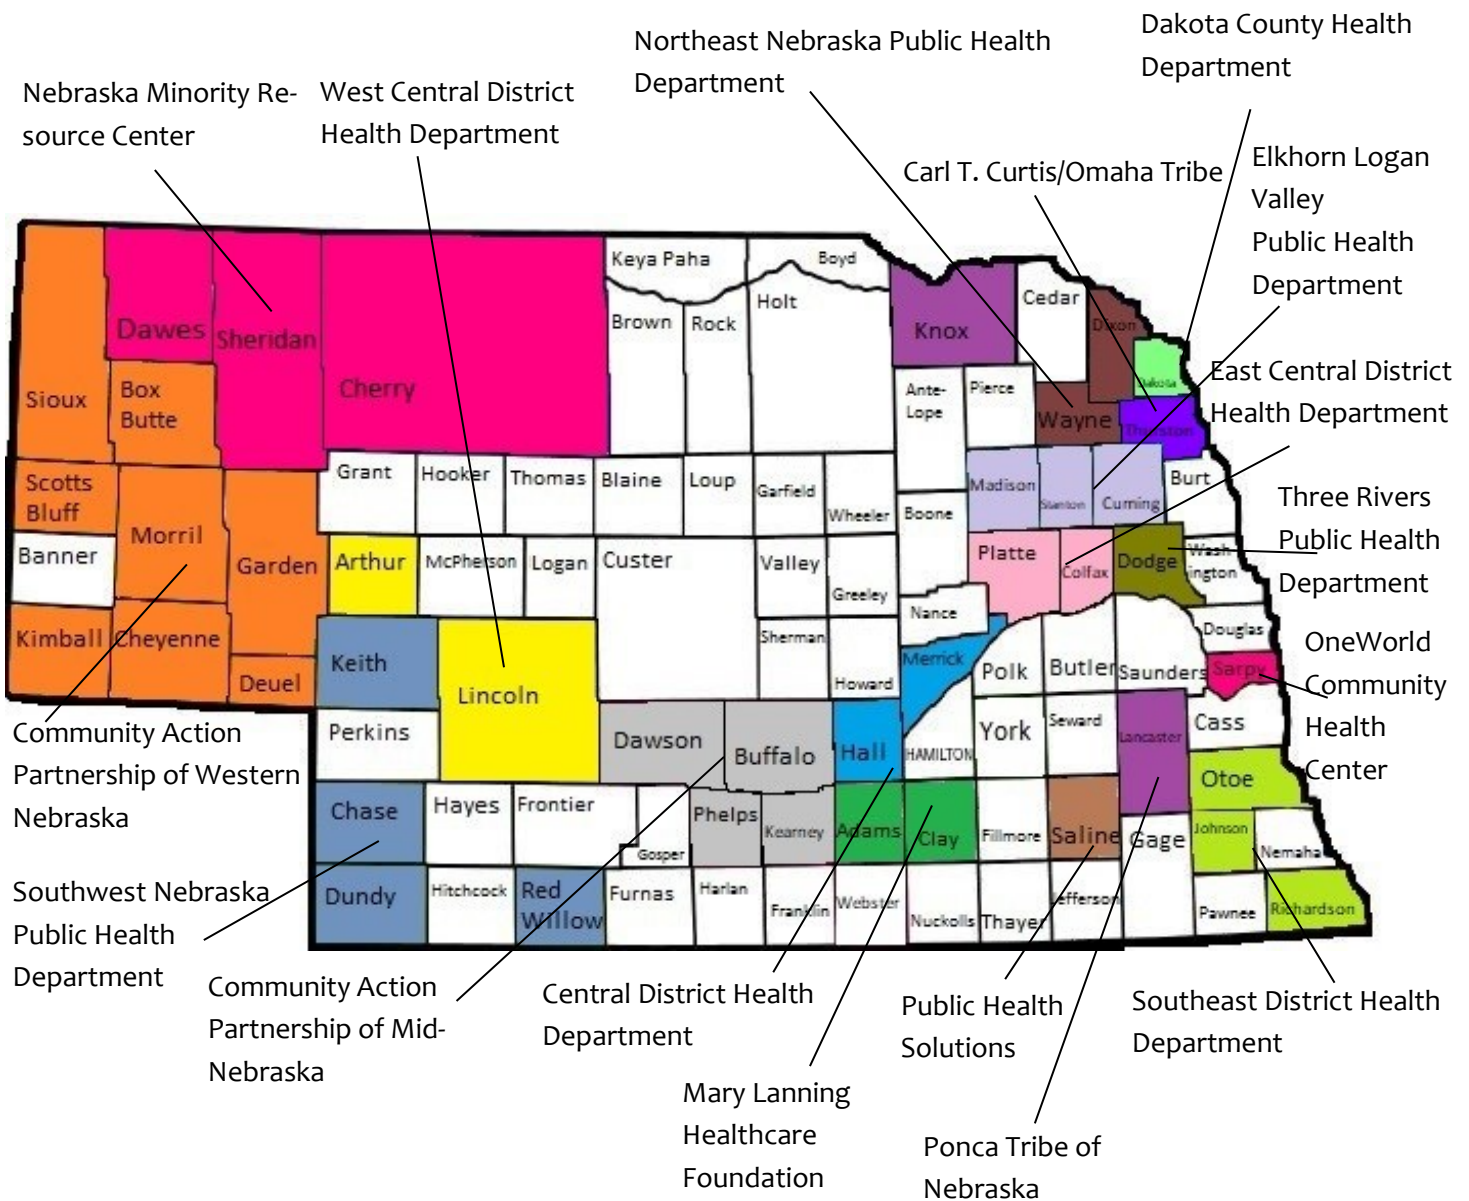 Northeast Nebraska Public Health
Department
Dakota County Health
Department
Nebraska Minority Re-
source Center
West Central District
Health Department
Carl T. Curtis/Omaha Tribe
Elkhorn Logan
Valley
Public Health
Department
East Central District
Health Department
Three Rivers
Public Health
Department
OneWorld
Community
Health
Center
Keya Paha
Boyd
Holt
Brown
Rock
Knox
Cedar
Dixon
Dakota
Dawes
Sheridan
Cherry
Sioux
Box
Butte
Ante-
Lope
Pierce
Wayne
Thurston
Scotts
Bluff
Morril
Garden
Grant
Hooker
Thomas
Blaine
Loup
Garfield
Wheeler
Boone
Madison
Stanton
Cuming
Burt
Banner
Arthur
McPherson
Logan
Custer
Valley
Greeley
Nance
Platte
Colfax
Dodge
Wash
ington
Kimball
Cheyenne
Deuel
Keith
Lincoln
Sherman
Howard
Merrick
Polk
Butler
Saunders
Douglas
Sarpy
Perkins
Dawson
Buffalo
Hall
HAMILTON
York
Seward
Lancaster
Cass
Otoe
Chase
Hayes
Frontier
Gosper
Phelps
Kearney
Adams
Clay
Fillmore
Saline
Gage
Johnson
Nemaha
Dundy
Hitchcock
Red
Willow
Furnas
Harlan
Franklin
Webster
Nuckolls
Thayer
Jefferson
Pawnee
Richardson
Community Action
Partnership of Western
Nebraska
Southwest Nebraska
Public Health
Department
Community Action
Partnership of Mid-
Nebraska
Central District Health
Department
Mary Lanning
Healthcare
Foundation
Public Health
Solutions
Ponca Tribe of
Nebraska
Southeast District Health
Department